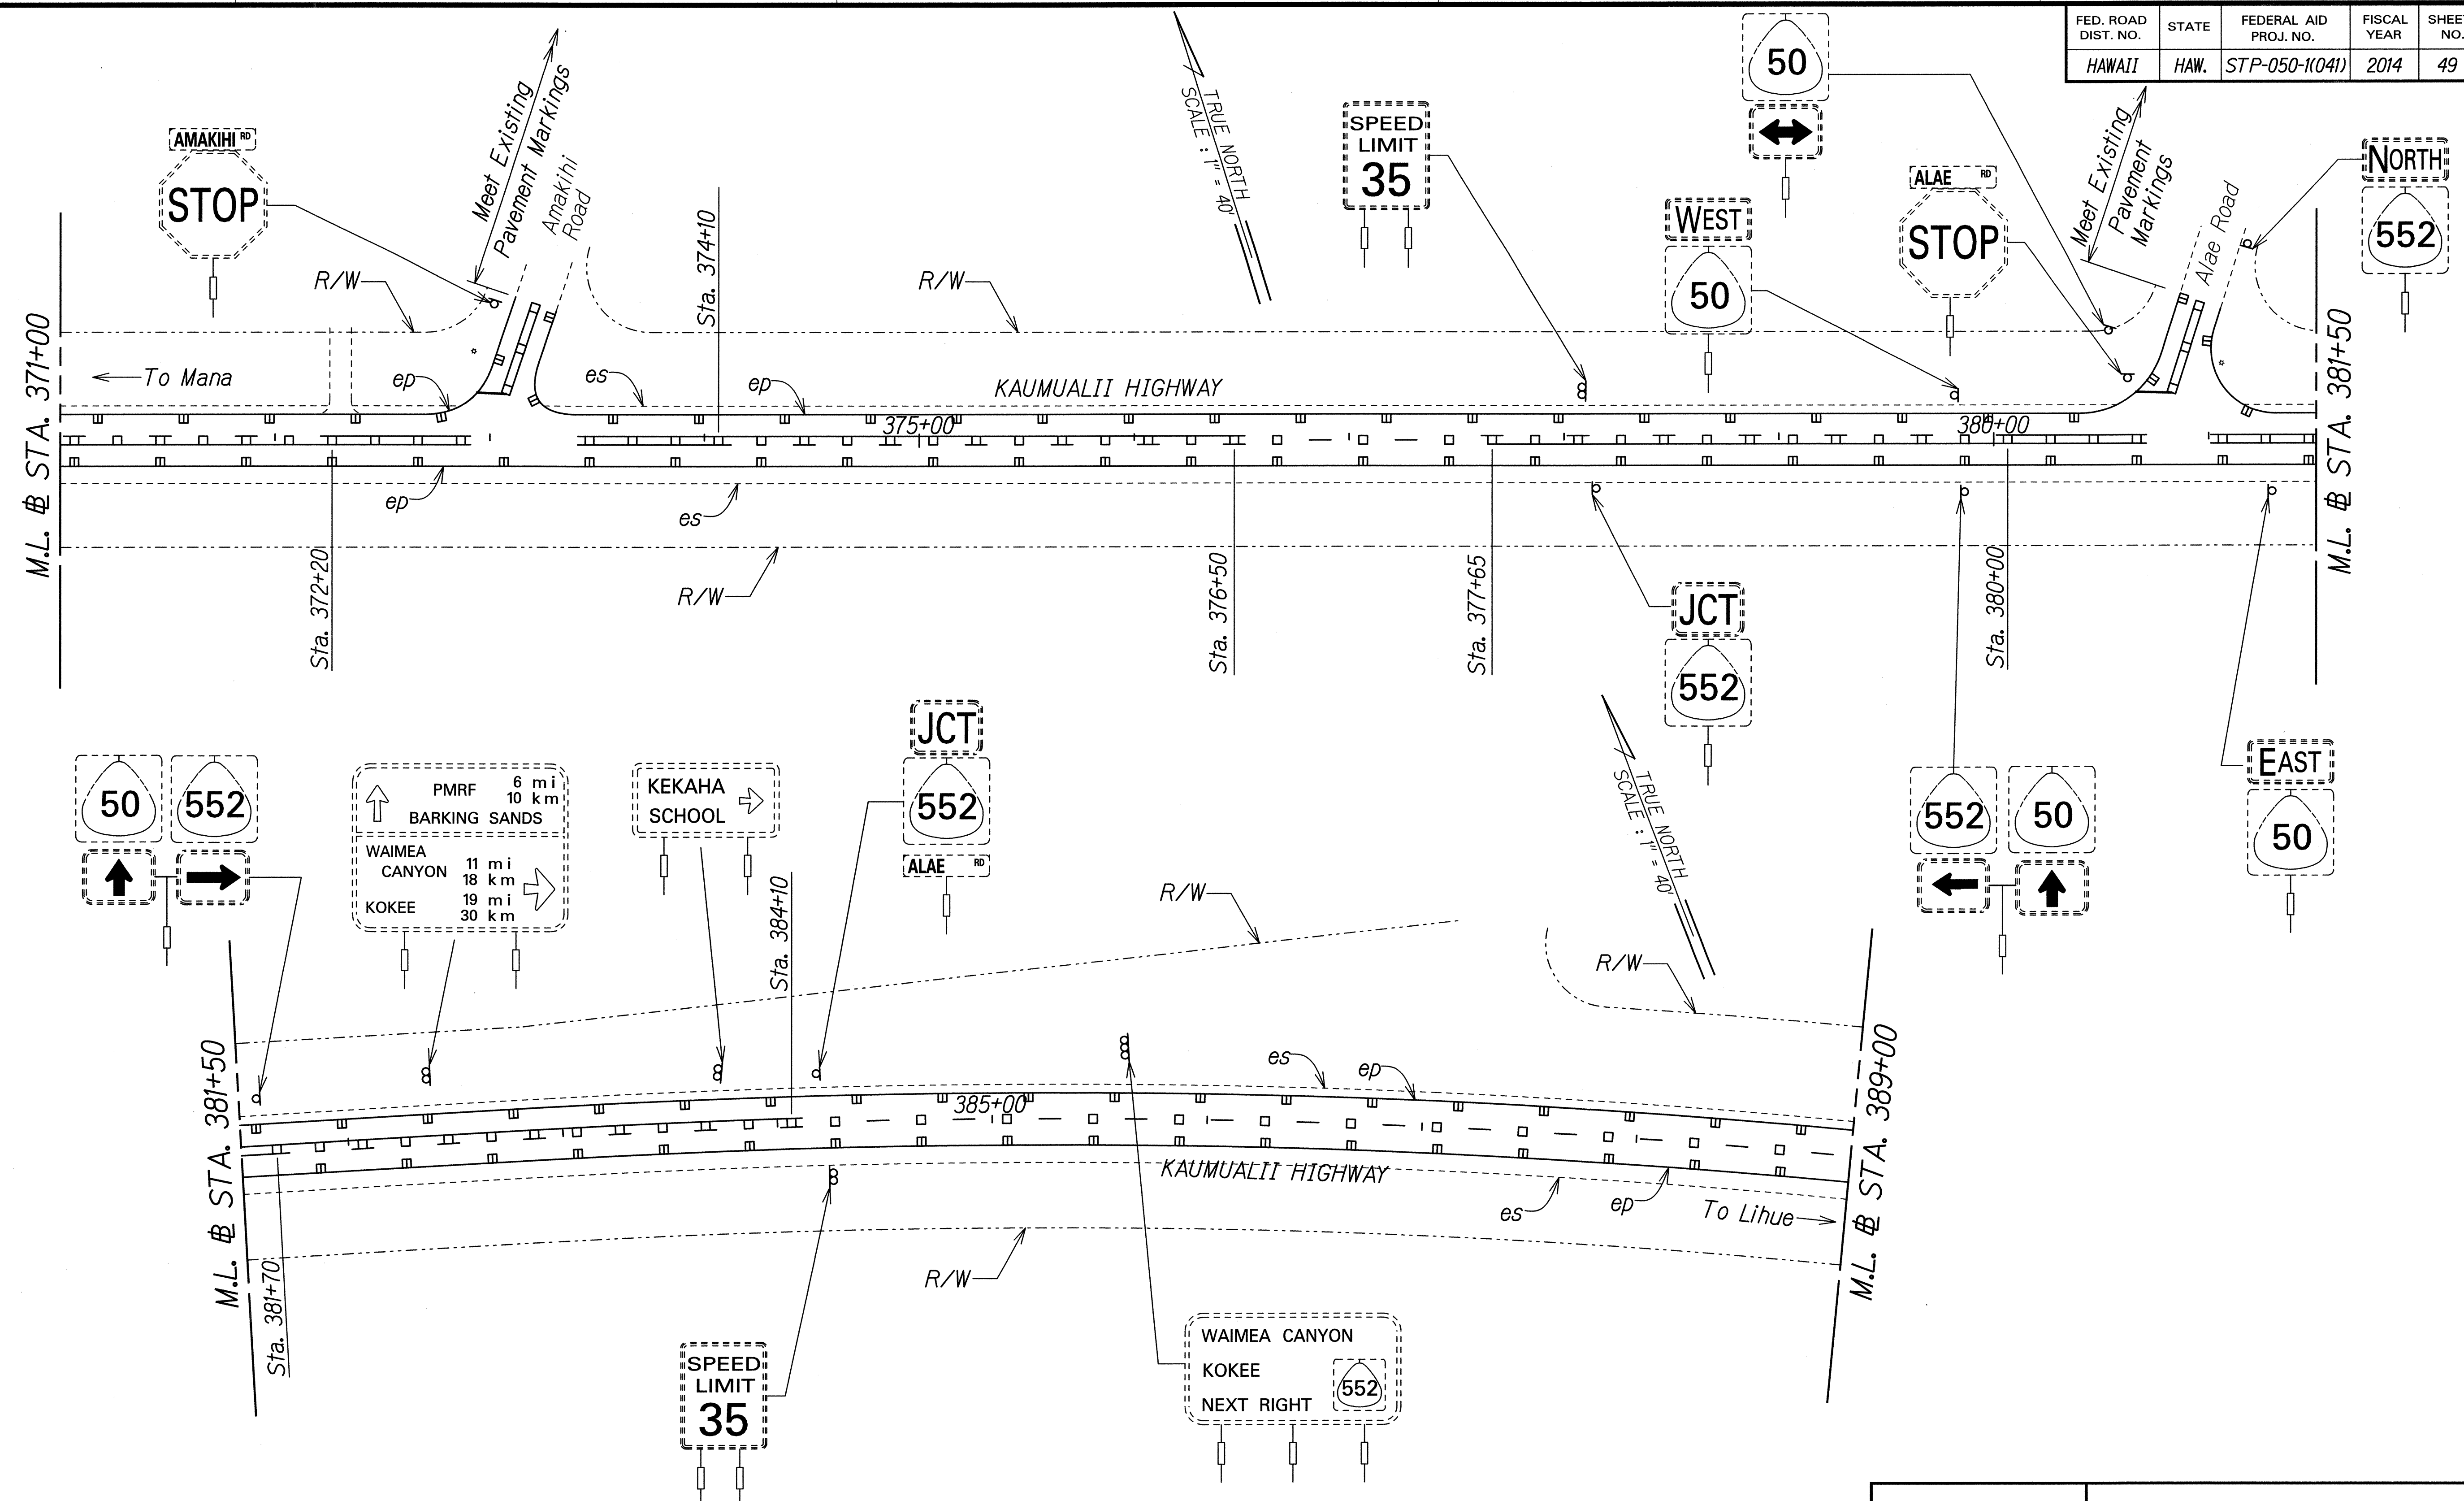 FED. ROAD DIST. NO.
STATE
FEDERAL AID PROJ. NO.
FISCAL YEAR
SHEET NO.
HAWAII
HAW.
STP-050-1(041)
2014
49
AMAKIHI RD
STOP
Meet Existing
Pavement Markings
Amakihi
Road
Sta. 374+10
TRUE NORTH
SCALE : 1" = 40'
SPEED
LIMIT
35
50
WEST
50
ALAE RD
STOP
Meet Existing
Pavement
Markings
Alae Road
NORTH
552
R/W
R/W
M.L. B STA. 371+00
To Mana
ep
es
ep
KAUMUALII HIGHWAY
375+00
380+00
M.L. B STA. 381+50
ep
es
R/W
Sta. 372+20
Sta. 376+50
Sta. 377+65
Sta. 380+00
JCT
552
552
50
EAST
50
50
552
PMRF 6 mi
10 km
BARKING SANDS
WAIMEA
CANYON 11 mi
18 km
KOKEE 19 mi
30 km
KEKAHA
SCHOOL
JCT
552
ALAE RD
Sta. 384+10
TRUE NORTH
SCALE : 1" = 40'
R/W
R/W
M.L. B STA. 381+50
385+00
es
ep
M.L. B STA. 389+00
KAUMUALII HIGHWAY
es
ep
To Lihue
Sta. 381+70
R/W
SPEED
LIMIT
35
WAIMEA CANYON
KOKEE
NEXT RIGHT
552